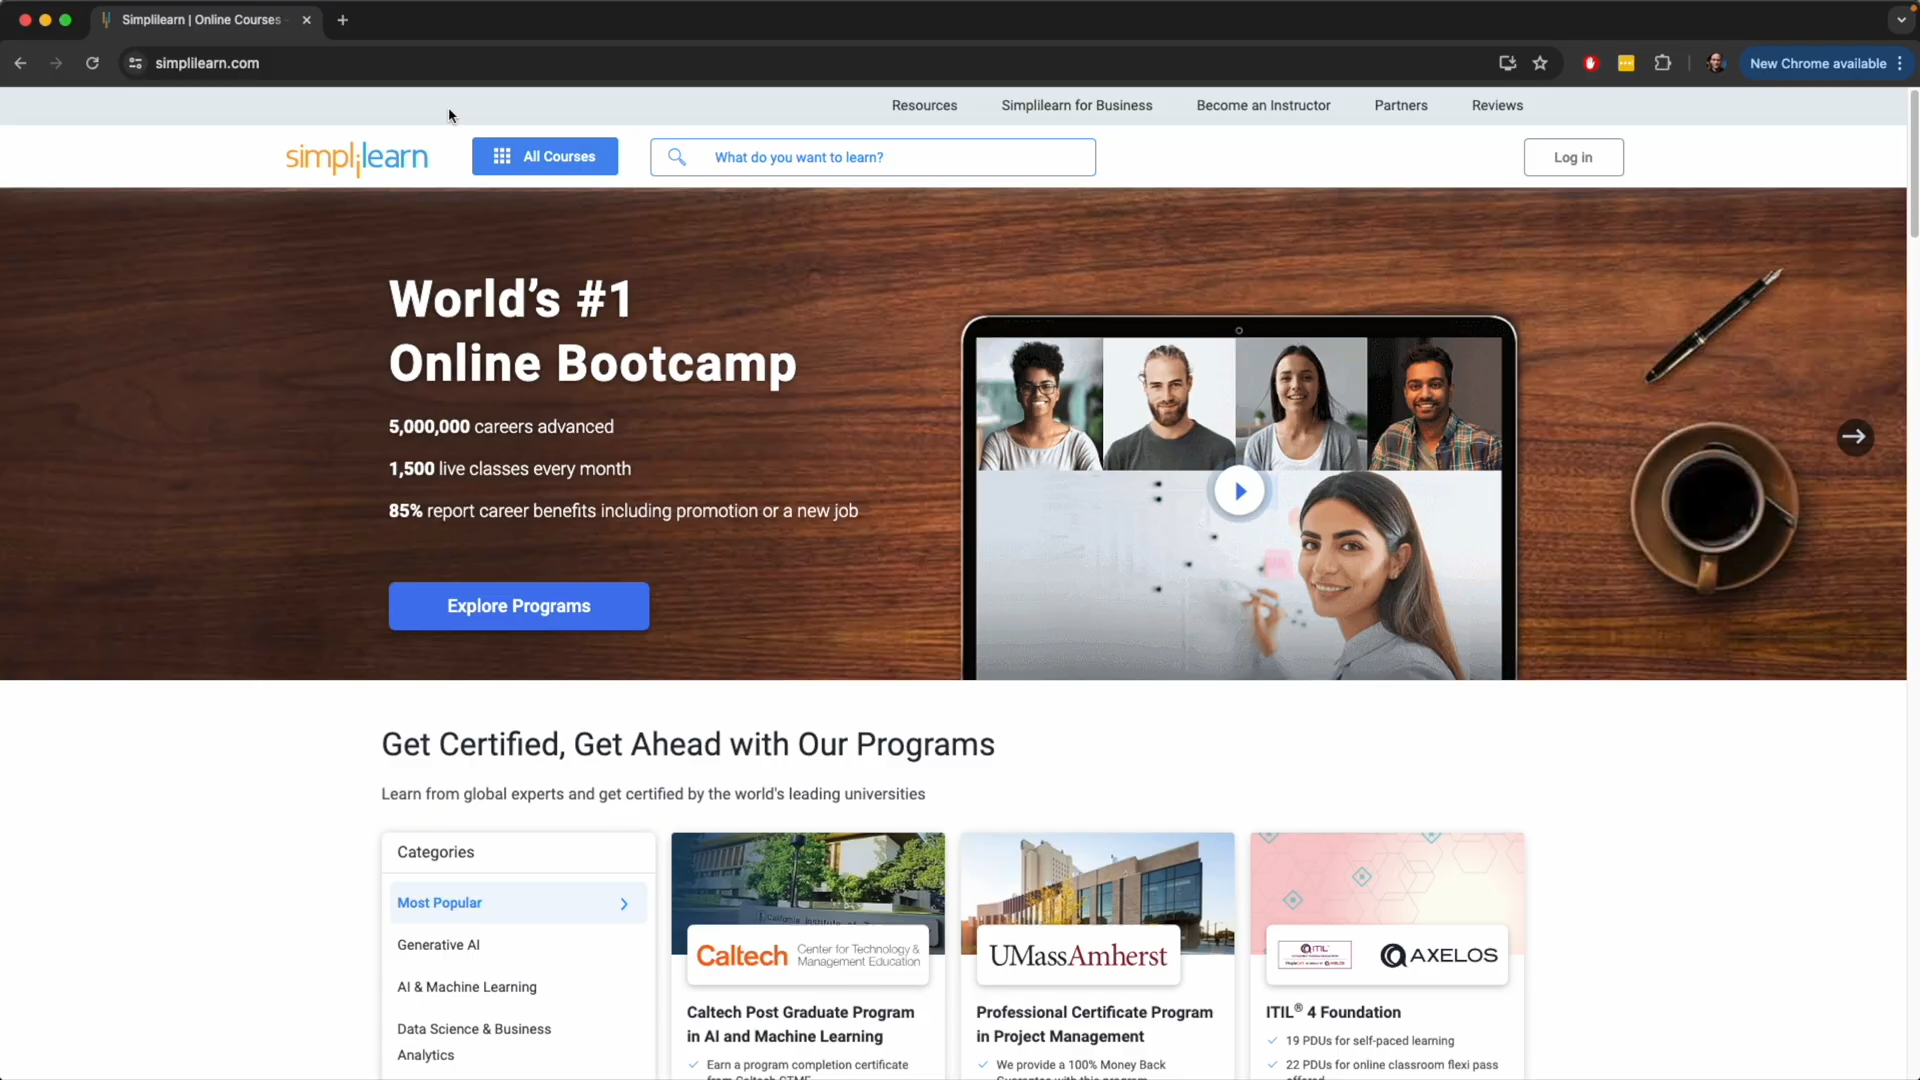 Simplilearn | Online Courses
simplilearn.com
New Chrome available
Resources
Simplilearn for Business
Become an Instructor
Partners
Reviews
simplilearn
All Courses
What do you want to learn?
Log in
World's #1
Online Bootcamp
5,000,000 careers advanced
1,500 live classes every month
85% report career benefits including promotion or a new job
Explore Programs
Get Certified, Get Ahead with Our Programs
Learn from global experts and get certified by the world's leading universities
Categories
Most Popular
Generative AI
AI & Machine Learning
Data Science & Business
Analytics
Caltech
Center for Technology &
Management Education
Caltech Post Graduate Program
in AI and Machine Learning
Earn a program completion certificate
UMassAmherst
Professional Certificate Program
in Project Management
We provide a 100% Money Back
ITIL
AXELOS
ITIL® 4 Foundation
19 PDUs for self-paced learning
22 PDUs for online classroom flexi pass